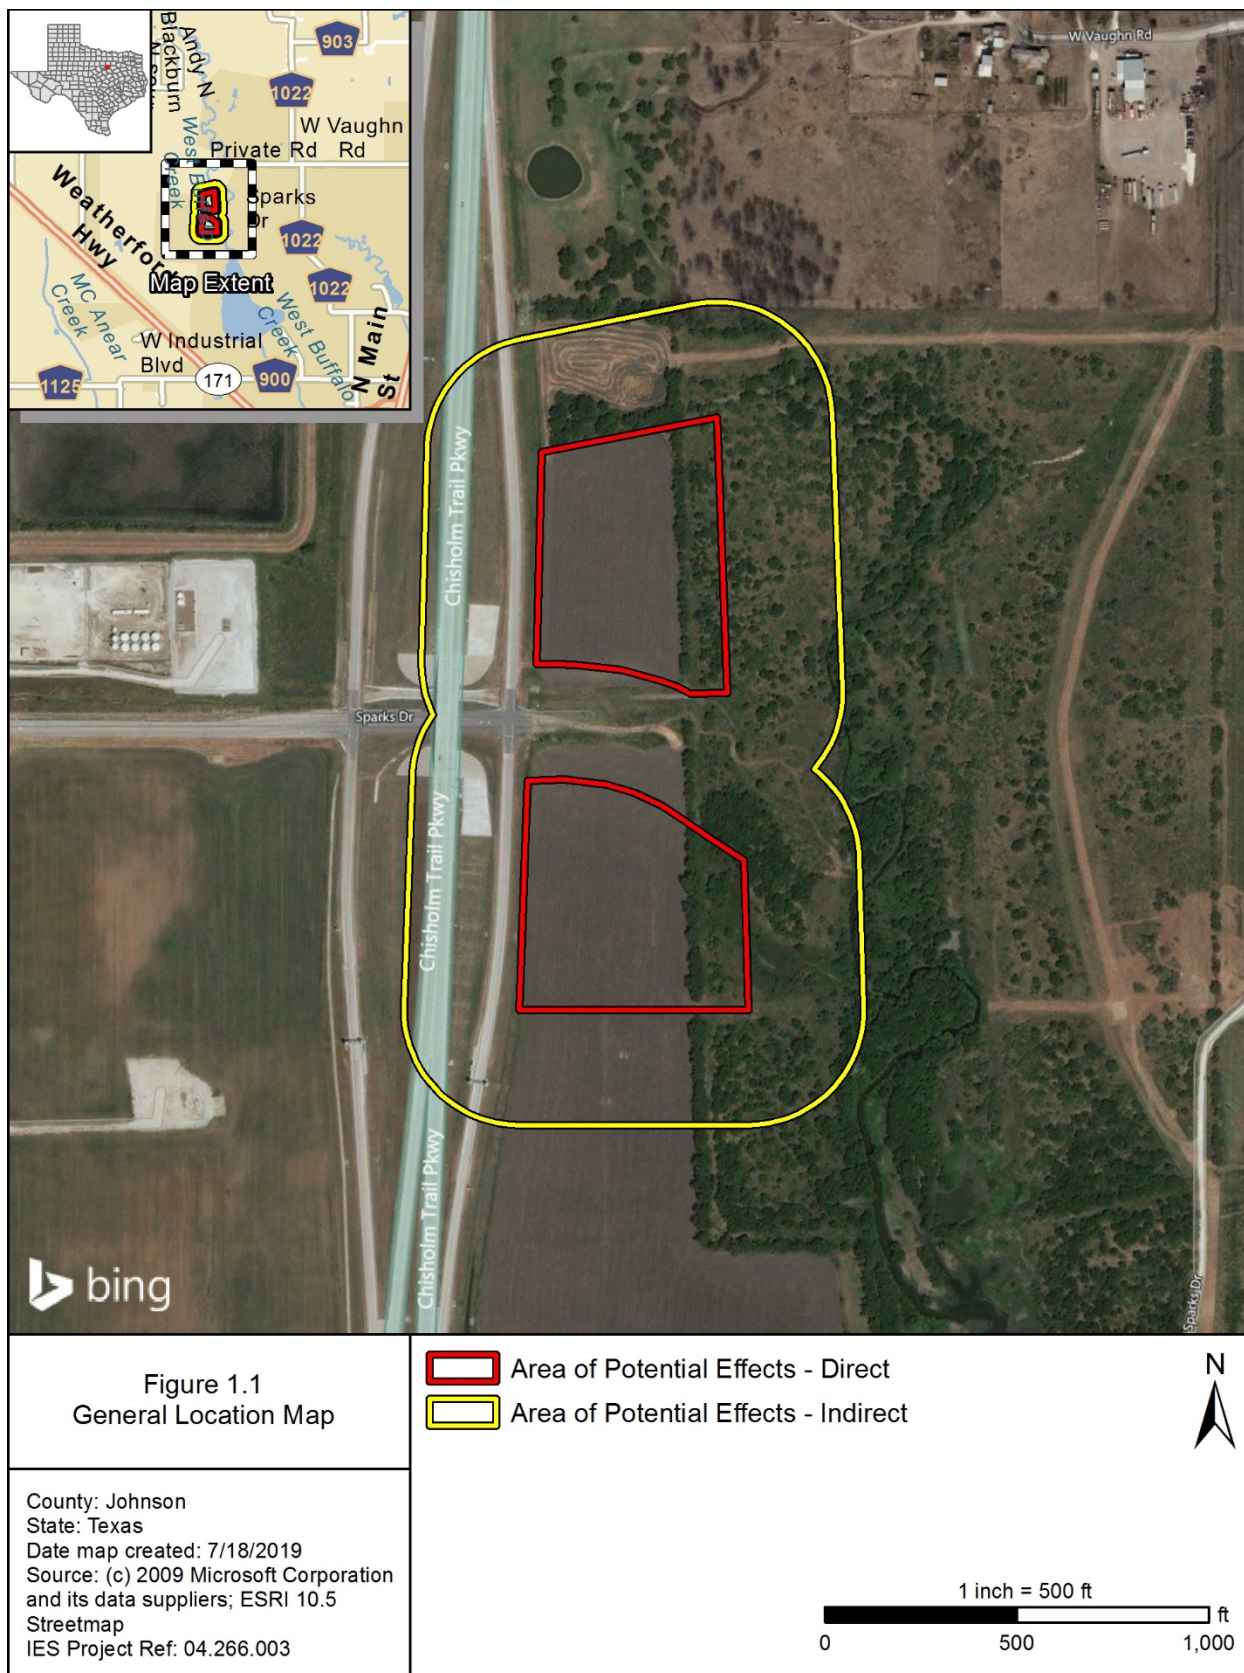 Andy N
Blackburn
903
1022
W Vaughn
Rd
Private Rd
West Buffalo
Creek
Sparks
Dr
Weatherford
Hwy
1022
1022
Map Extent
MC Anear
Creek
West Buffalo
Creek
W Industrial
Blvd
N Main
St
1125
171
900
W Vaughn Rd
Chisholm Trail Pkwy
Sparks Dr
Chisholm Trail Pkwy
Chisholm Trail Pkwy
Sparks Dr
bing
Figure 1.1
General Location Map
County: Johnson
State: Texas
Date map created: 7/18/2019
Source: (c) 2009 Microsoft Corporation
and its data suppliers; ESRI 10.5
Streetmap
IES Project Ref: 04.266.003
Area of Potential Effects - Direct
Area of Potential Effects - Indirect
N
1 inch = 500 ft
ft
0 500 1,000